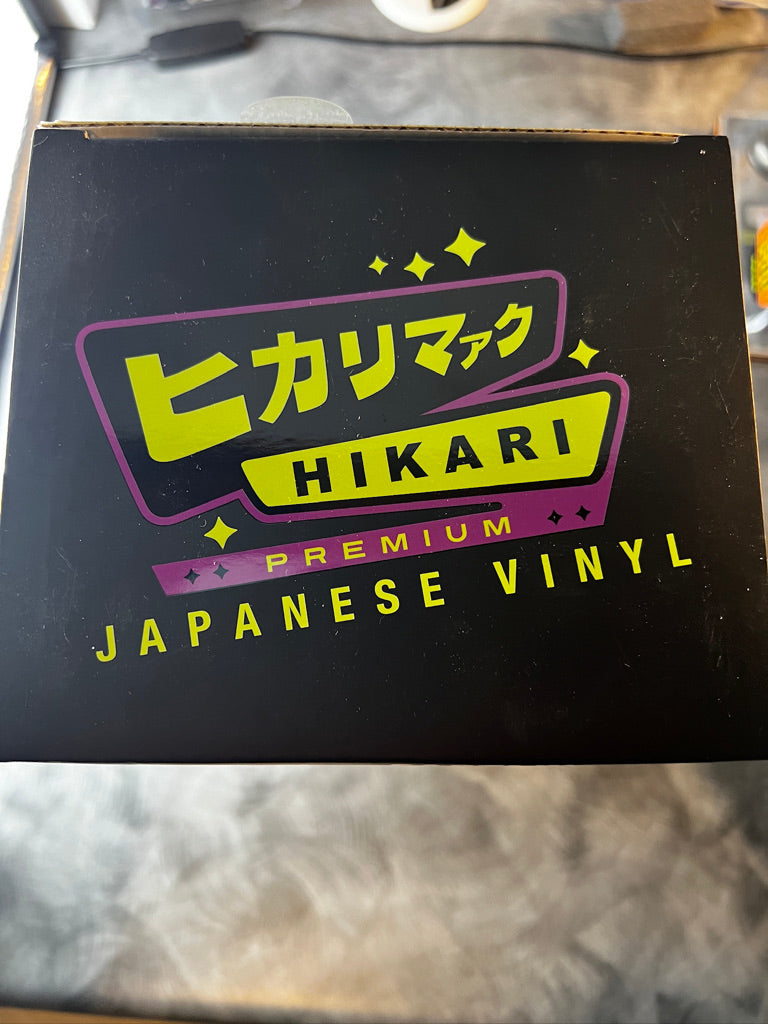 ヒカリマァク
HIKARI
PREMIUM
JAPANESE VINYL